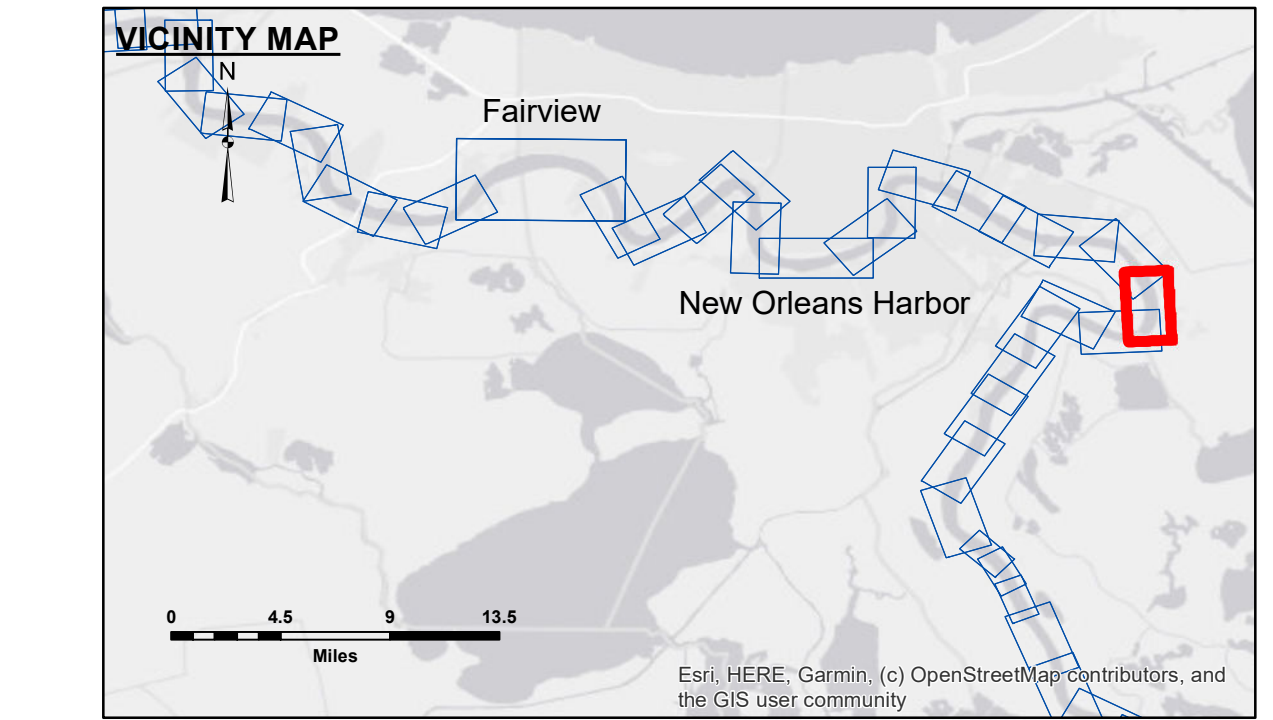 VICINITY MAP
N
Fairview
New Orleans Harbor
0 4.5 9 13.5
Miles
Esri, HERE, Garmin, (c) OpenStreetMap contributors, and
the GIS user community